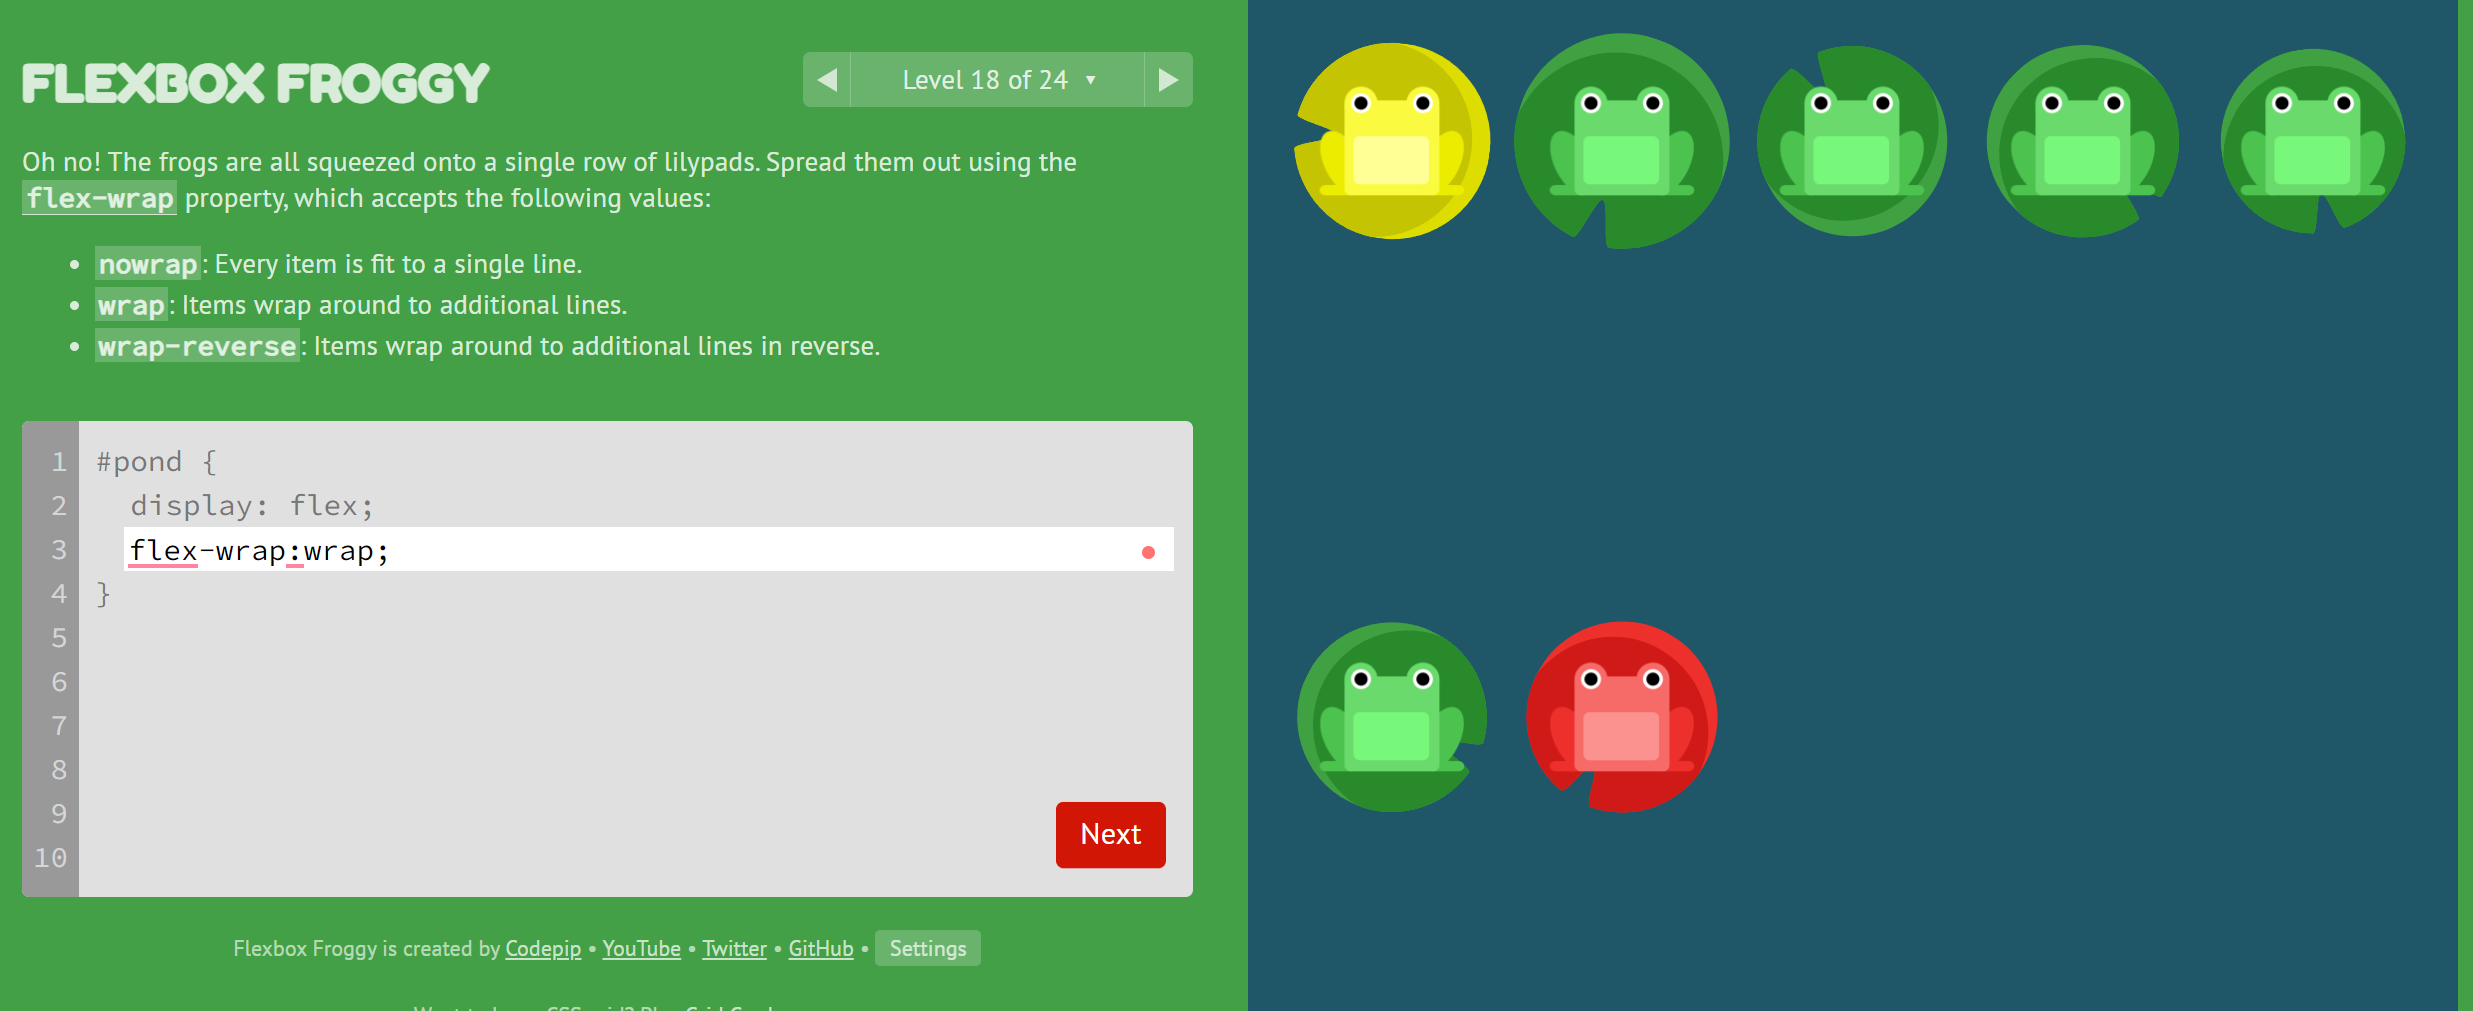 FLEXBOX FROGGY
Level 18 of 24 ▼
Oh no! The frogs are all squeezed onto a single row of lilypads. Spread them out using the
flex-wrap property, which accepts the following values:
• nowrap: Every item is fit to a single line.
• wrap: Items wrap around to additional lines.
• wrap-reverse: Items wrap around to additional lines in reverse.
1 #pond {
2 display: flex;
3 flex-wrap:wrap;
4 }
5
6
7
8
9
10
Next
Flexbox Froggy is created by Codepip • YouTube • Twitter • GitHub • Settings